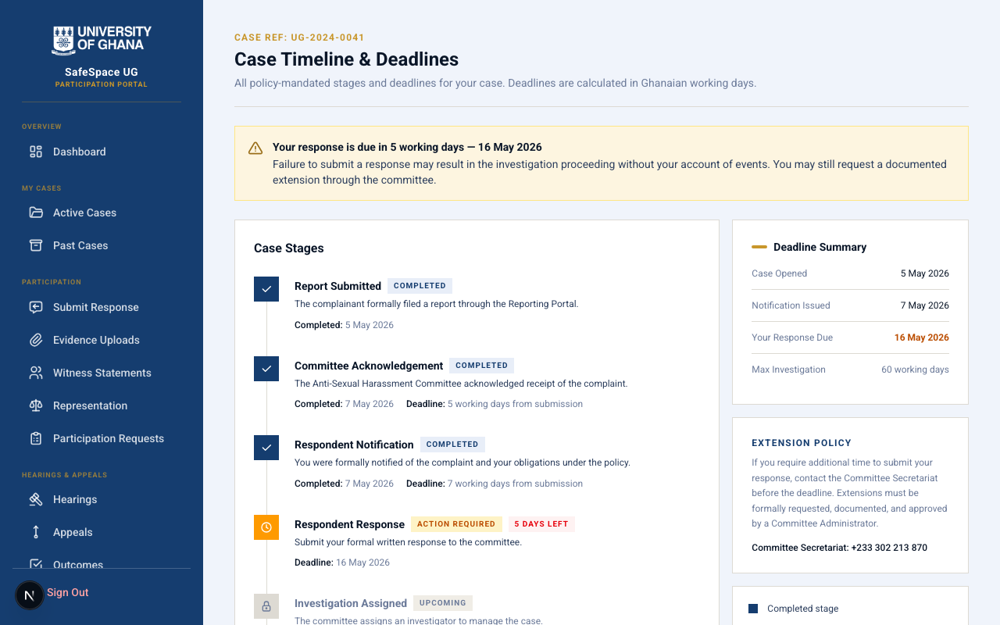 UNIVERSITY
OF GHANA
SafeSpace UG
PARTICIPATION PORTAL
OVERVIEW
Dashboard
MY CASES
Active Cases
Past Cases
PARTICIPATION
Submit Response
Evidence Uploads
Witness Statements
Representation
Participation Requests
HEARINGS & APPEALS
Hearings
Appeals
Outcomes
N
Sign Out
CASE REF: UG-2024-0041
Case Timeline & Deadlines
All policy-mandated stages and deadlines for your case. Deadlines are calculated in Ghanaian working days.
Your response is due in 5 working days — 16 May 2026
Failure to submit a response may result in the investigation proceeding without your account of events. You may still request a documented
extension through the committee.
Case Stages
Report Submitted COMPLETED
The complainant formally filed a report through the Reporting Portal.
Completed: 5 May 2026
Committee Acknowledgement COMPLETED
The Anti-Sexual Harassment Committee acknowledged receipt of the complaint.
Completed: 7 May 2026 Deadline: 5 working days from submission
Respondent Notification COMPLETED
You were formally notified of the complaint and your obligations under the policy.
Completed: 7 May 2026 Deadline: 7 working days from submission
Respondent Response ACTION REQUIRED 5 DAYS LEFT
Submit your formal written response to the committee.
Deadline: 16 May 2026
Investigation Assigned UPCOMING
The committee assigns an investigator to manage the case.
Deadline Summary
Case Opened 5 May 2026
Notification Issued 7 May 2026
Your Response Due 16 May 2026
Max Investigation 60 working days
EXTENSION POLICY
If you require additional time to submit your
response, contact the Committee Secretariat
before the deadline. Extensions must be
formally requested, documented, and approved
by a Committee Administrator.
Committee Secretariat: +233 302 213 870
Completed stage